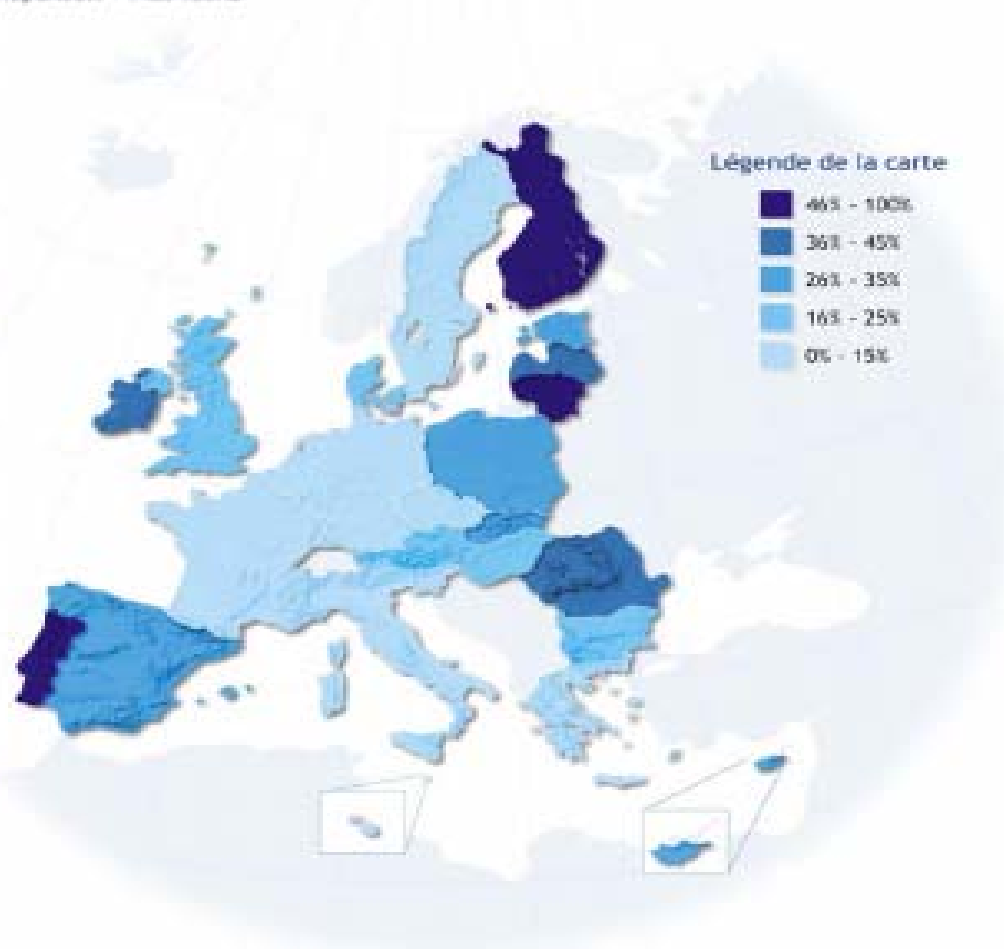 Légende de la carte
46% - 100%
36% - 45%
26% - 35%
16% - 25%
0% - 15%